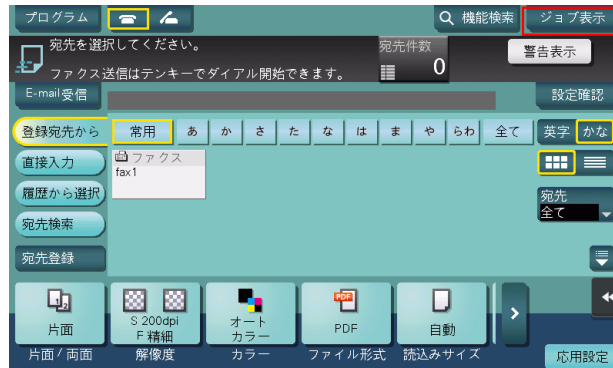 プログラム
機能検索
ジョブ表示
宛先を選択してください。
宛先件数
警告表示
ファクス送信はテンキーでダイアル開始できます。
0
E-mail受信
設定確認
登録宛先から
常用 あ か さ た な は ま や らわ 全て
英字 かな
直接入力
ファクス
fax1
履歴から選択
宛先
全て
宛先検索
宛先登録
片面
S 200dpi
F 精細
オート
カラー
PDF
PDF
自動
片面/両面 解像度 カラー ファイル形式 読込みサイズ 応用設定